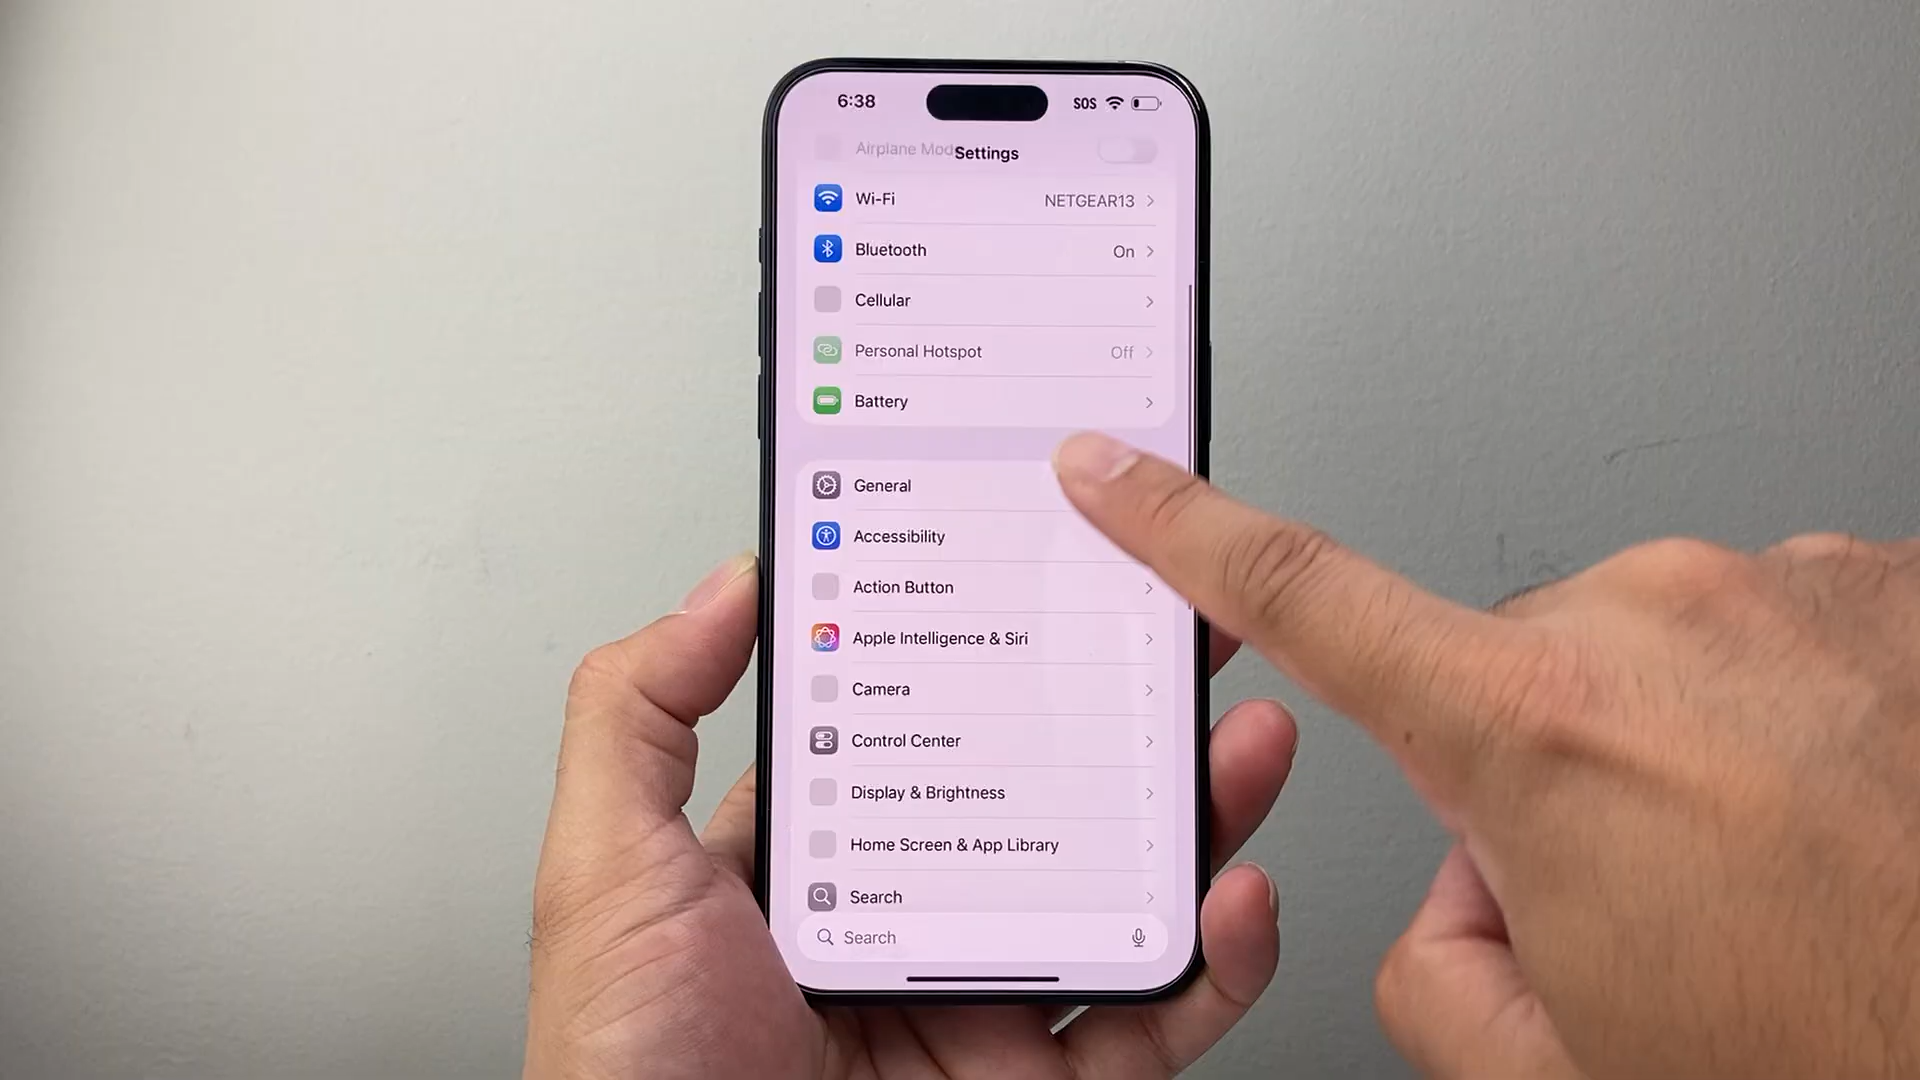 6:38 SOS
Airplane Mod
Settings
Wi-Fi NETGEAR13
Bluetooth On
Cellular
Personal Hotspot Off
Battery
General
Accessibility
Action Button
Apple Intelligence & Siri
Camera
Control Center
Display & Brightness
Home Screen & App Library
Search
Search